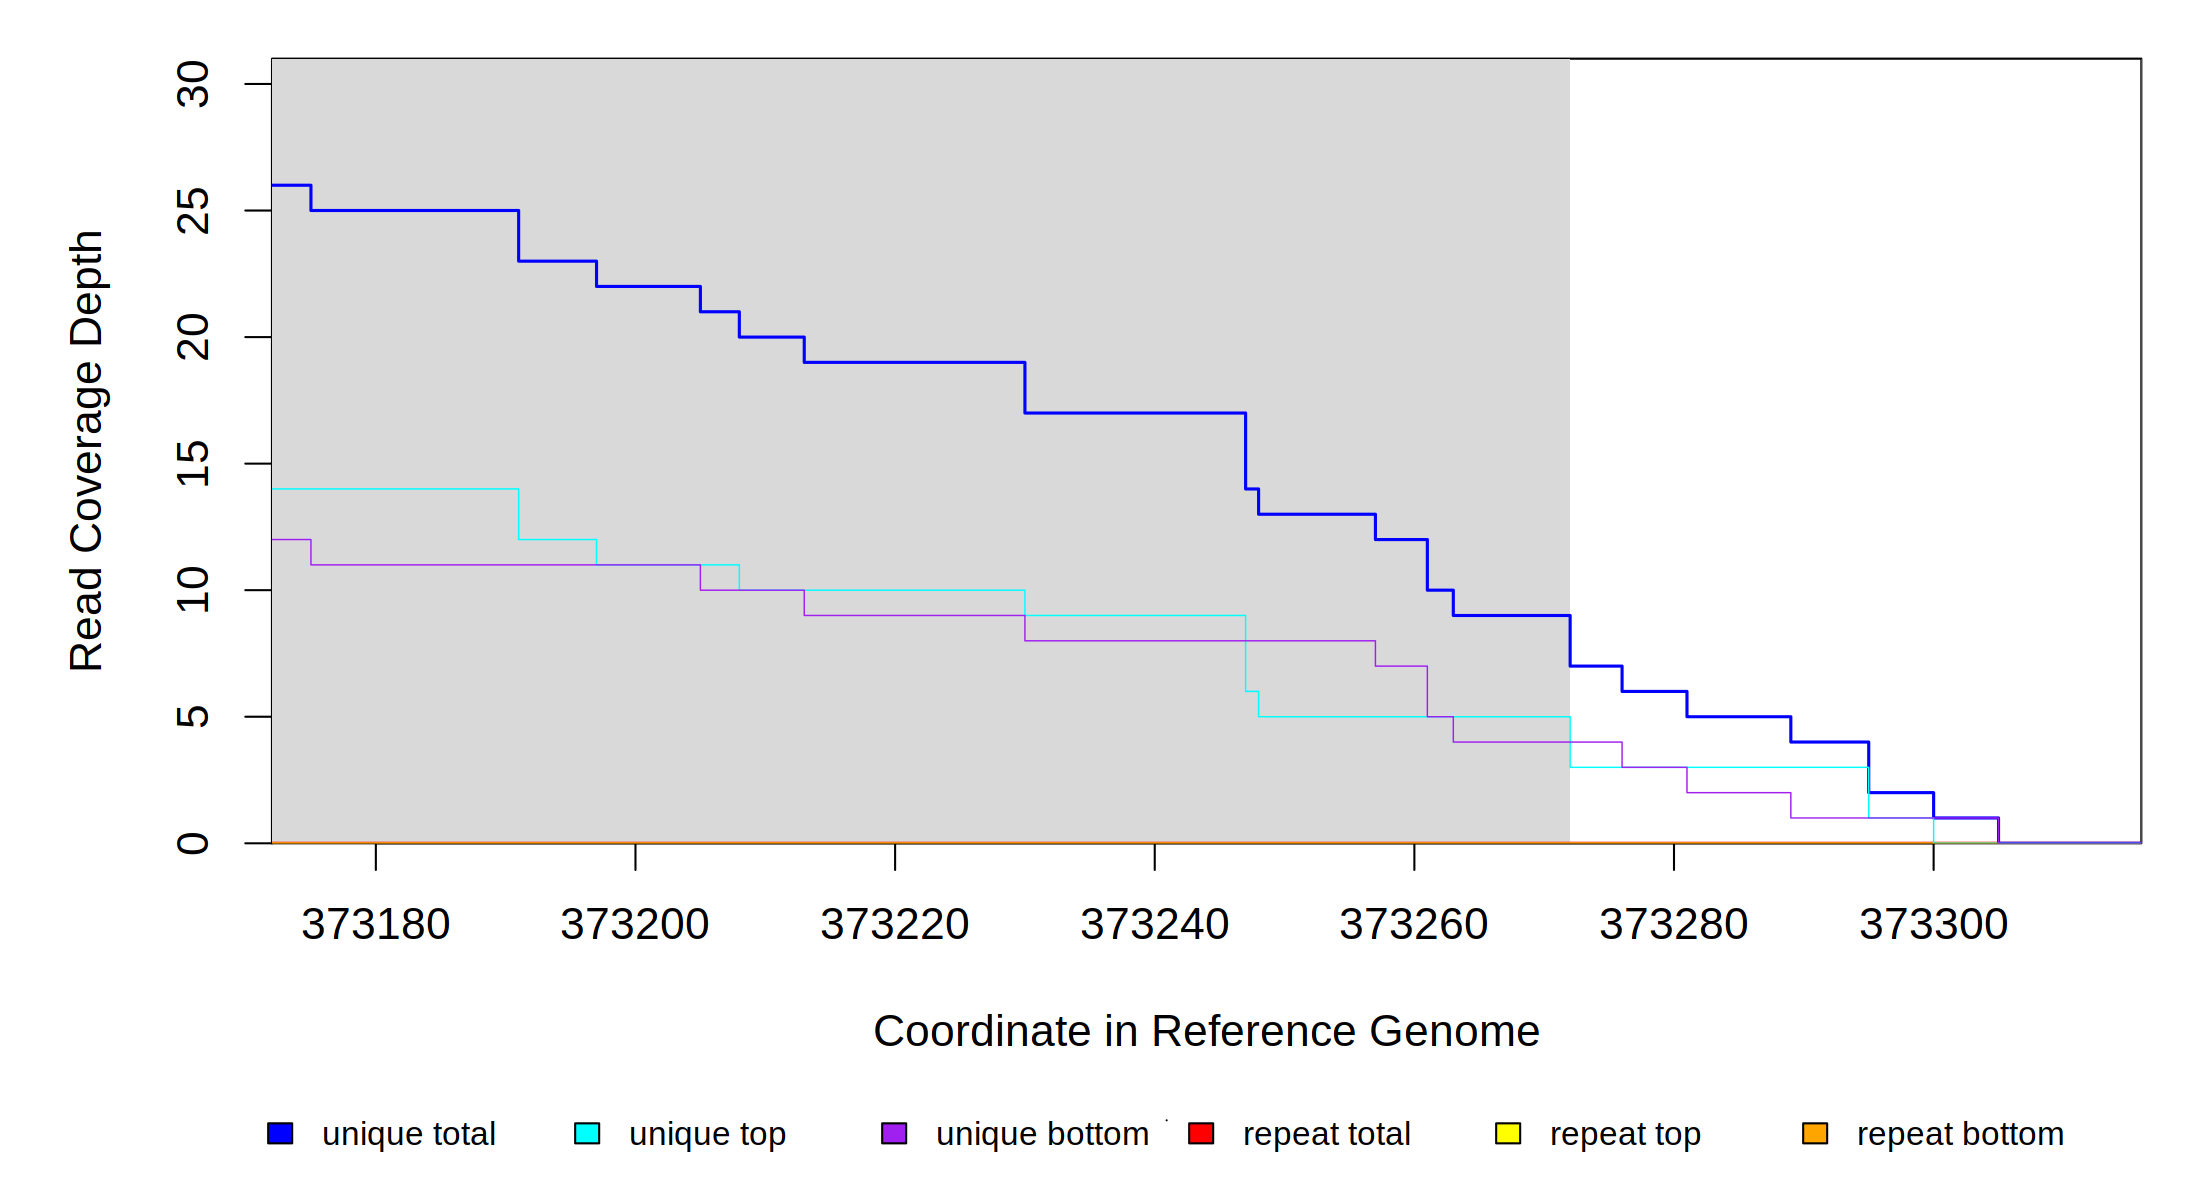 30
25
20
15
10
5
0
Read Coverage Depth
373180 373200 373220 373240 373260 373280 373300
Coordinate in Reference Genome
unique total unique top unique bottom repeat total repeat top repeat bottom